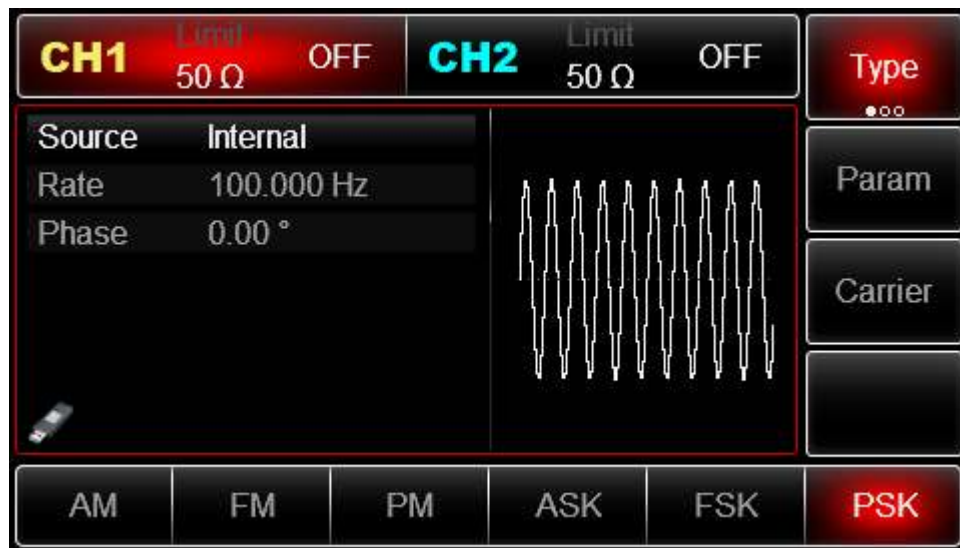 CH1 Limit 50 Ω OFF
CH2 Limit 50 Ω OFF
Type
Source Internal
Rate 100.000 Hz
Phase 0.00 °
Param
Carrier
AM FM PM ASK FSK PSK